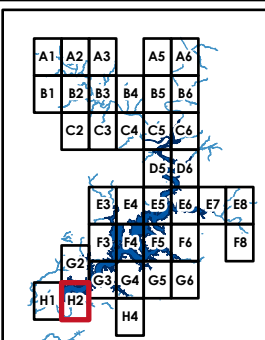 A1 A2 A3 A5 A6
B1 B2 B3 B4 B5 B6
C2 C3 C4 C5 C6
D5 D6
E3 E4 E5 E6 E7 E8
F3 F4 F5 F6 F8
G2
G3 G4 G5 G6
H1 H2
H4